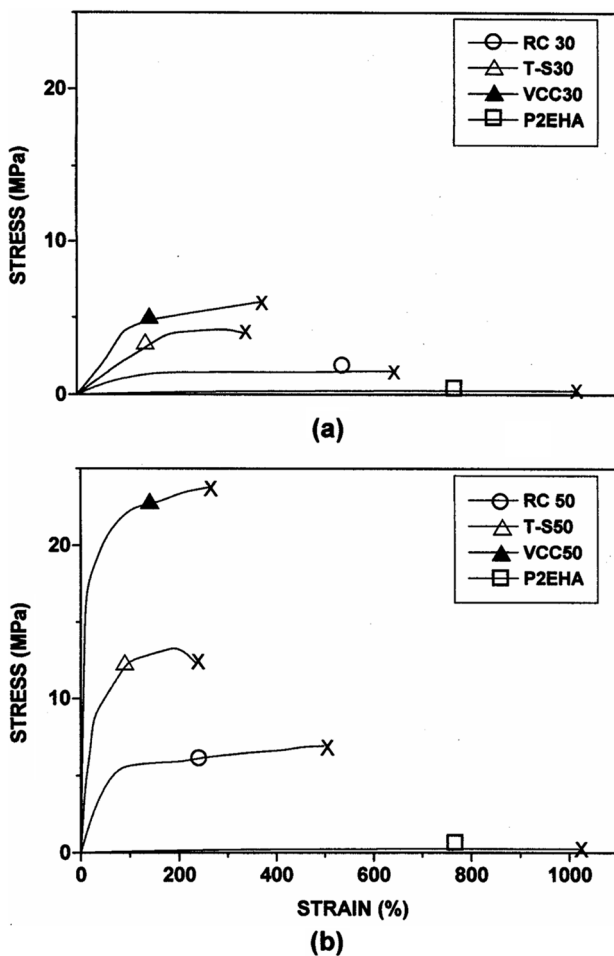 RC 30
T-S30
VCC30
P2EHA
20
10
0
STRESS (MPa)
X
X
X
X
(a)
RC 50
T-S50
VCC50
P2EHA
20
10
0
STRESS (MPa)
X
X
X
X
0 200 400 600 800 1000
STRAIN (%)
(b)